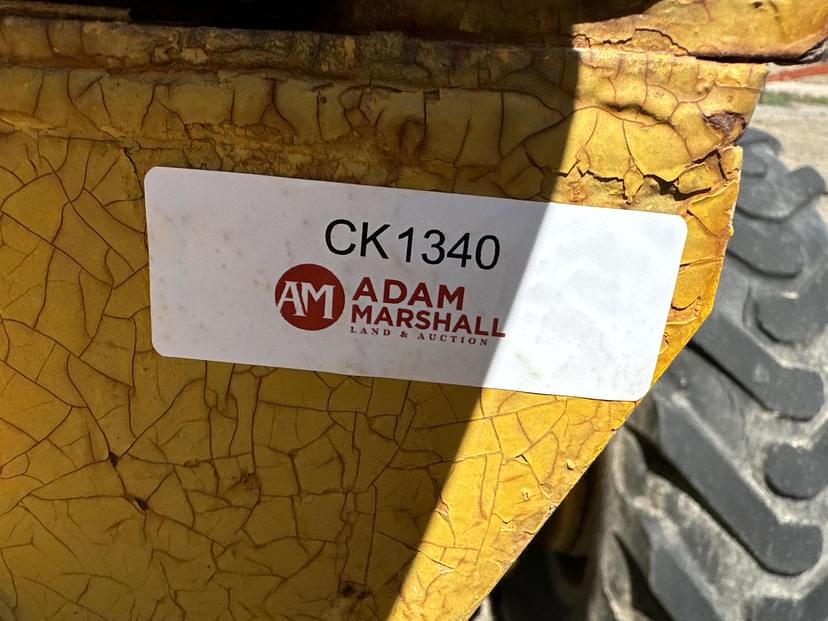 CK1340
AM ADAM
MARSHALL
LAND & AUCTION